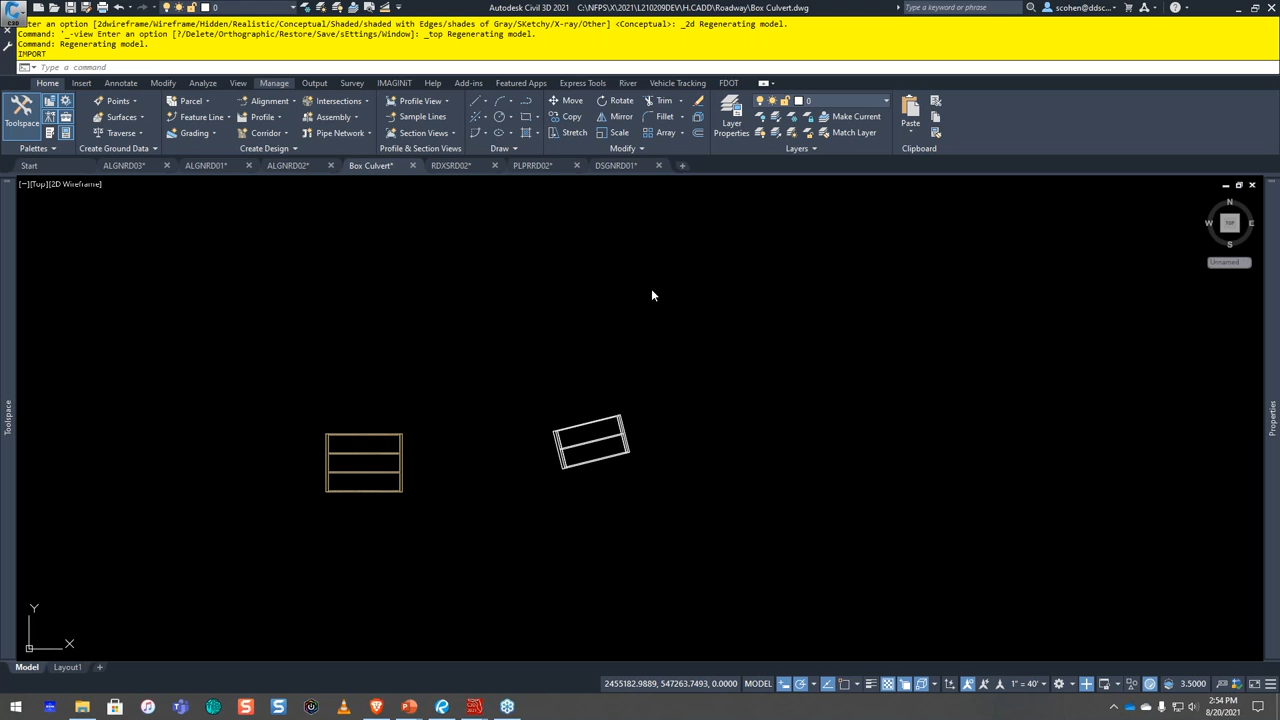 Autodesk Civil 3D 2021   C:\NFPS\X\2021\L210209DEV\H.CADD\Roadway\Box Culvert.dwg
Type a keyword or phrase
scohen@ddsc...
enter an option [2dwireframe/Wireframe/Hidden/Realistic/Conceptual/Shaded/shaded with Edges/shades of Gray/SKetchy/X-ray/Other] <Conceptual>: _2d Regenerating model.
Command: '_-view Enter an option [?/Delete/Orthographic/Restore/Save/sEttings/Window]: _top Regenerating model.
Command: Regenerating model.
IMPORT
Type a command
Home Insert Annotate Modify Analyze View Manage Output Survey IMAGINiT Help Add-ins Featured Apps Express Tools River Vehicle Tracking FDOT
Points Parcel Alignment Intersections Profile View Move Rotate Trim 0
Surfaces Feature Line Profile Assembly Sample Lines Copy Mirror Fillet Make Current
Toolspace Traverse Grading Corridor Pipe Network Section Views Stretch Scale Array Layer Properties Match Layer Paste
Palettes Create Ground Data Create Design Profile & Section Views Draw Modify Layers Clipboard
Start ALGNRD03* ALGNRD01* ALGNRD02* Box Culvert* RDXSRD02* PLPRRD02* DSGNRD01*
[−][Top][2D Wireframe]
N
W TOP E
S
Unnamed
Toolspace
Properties
Y
X
Model Layout1
2455182.9889, 547263.7493, 0.0000 MODEL 1" = 40' 3.5000
2:54 PM
8/20/2021